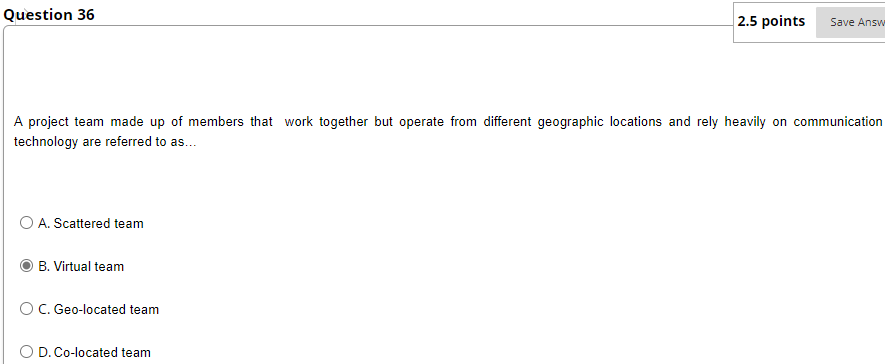 Question 36
2.5 points
Save Answ
A project team made up of members that work together but operate from different geographic locations and rely heavily on communication
technology are referred to as...
A. Scattered team
B. Virtual team
C. Geo-located team
D. Co-located team